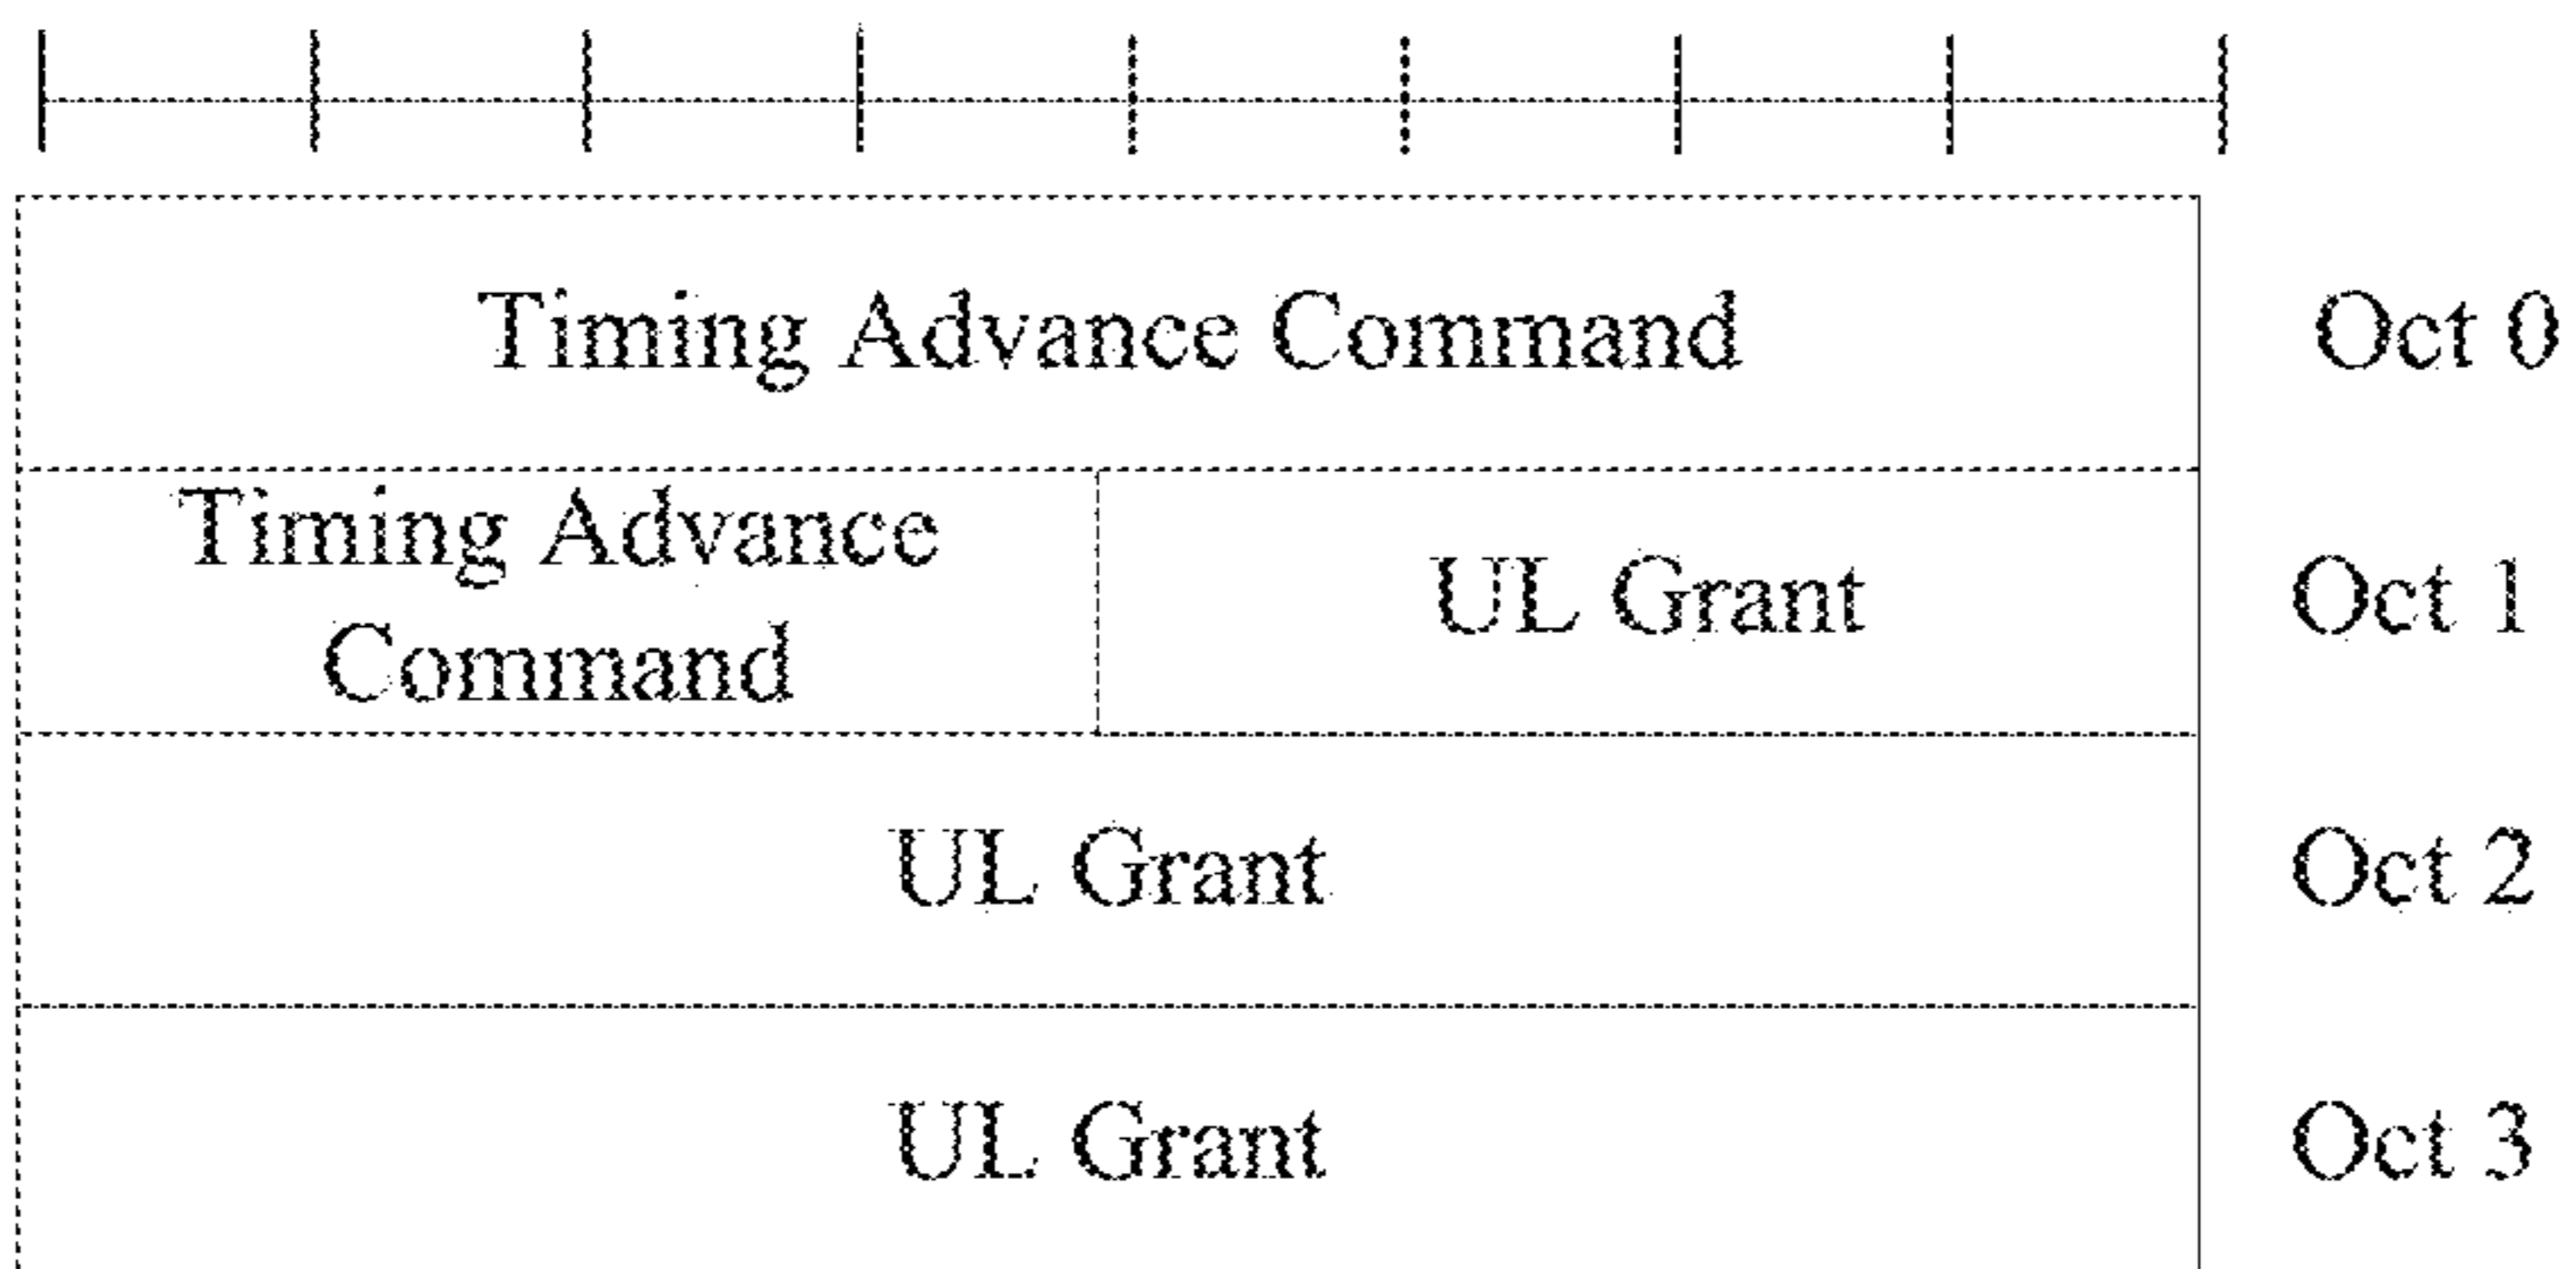 Timing Advance Command Oct 0
Timing Advance
Command
UL Grant Oct 1
UL Grant Oct 2
UL Grant Oct 3